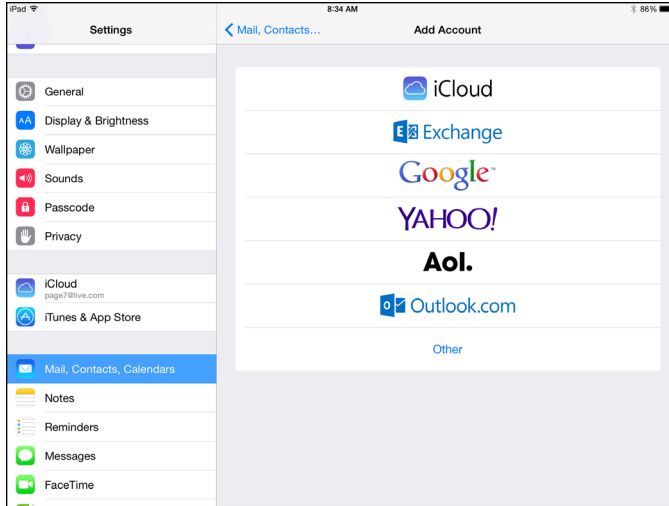 iPad 8:34 AM 86%
Settings
Mail, Contacts... Add Account
General
Display & Brightness
Wallpaper
Sounds
Passcode
Privacy
iCloud
page7@live.com
iTunes & App Store
Mail, Contacts, Calendars
Notes
Reminders
Messages
FaceTime
iCloud
Exchange
Google™
YAHOO!
Aol.
Outlook.com
Other